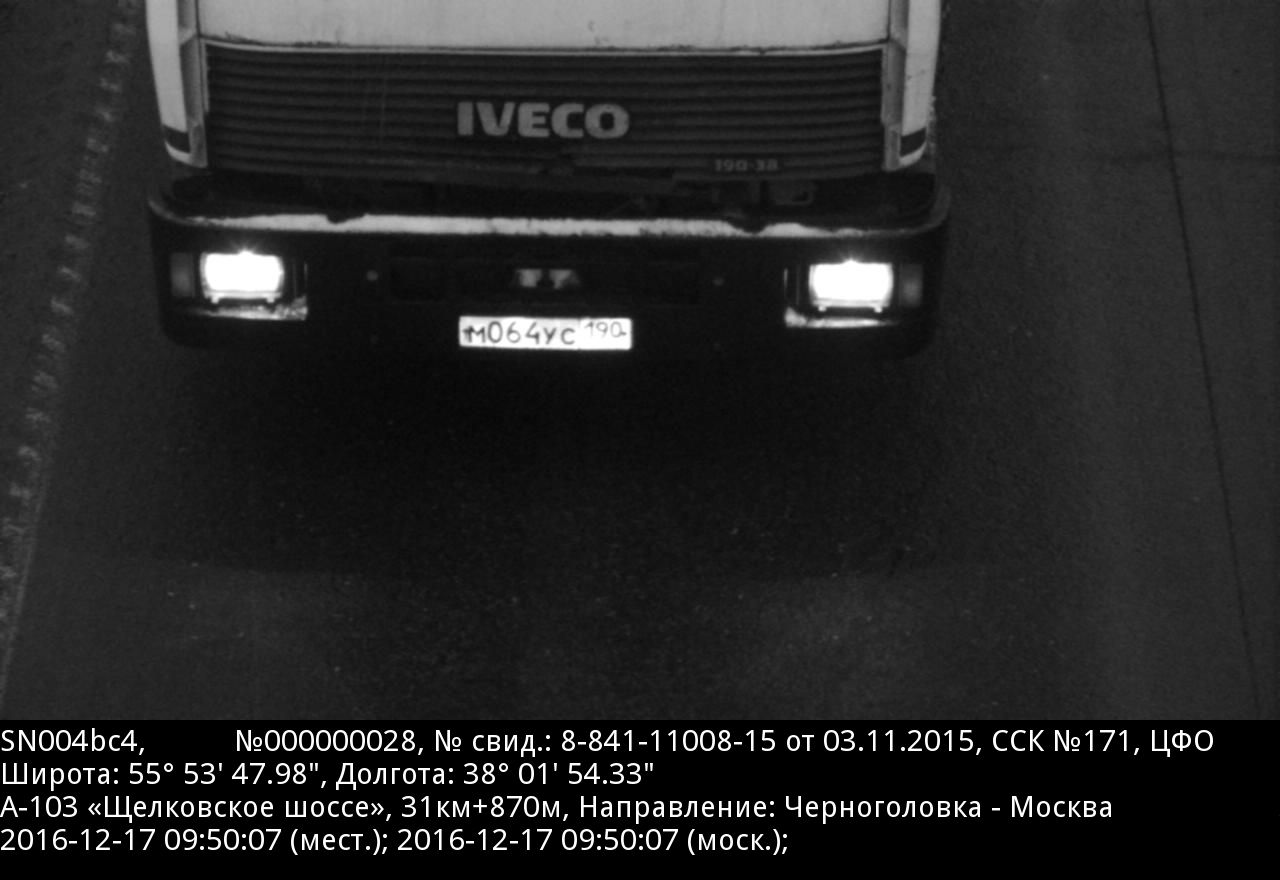 IVECO
190-38
М064УС 190
SN004bc4, №000000028, № свид.: 8-841-11008-15 от 03.11.2015, ССК №171, ЦФО
Широта: 55° 53' 47.98", Долгота: 38° 01' 54.33"
А-103 «Щелковское шоссе», 31км+870м, Направление: Черноголовка - Москва
2016-12-17 09:50:07 (мест.); 2016-12-17 09:50:07 (моск.);